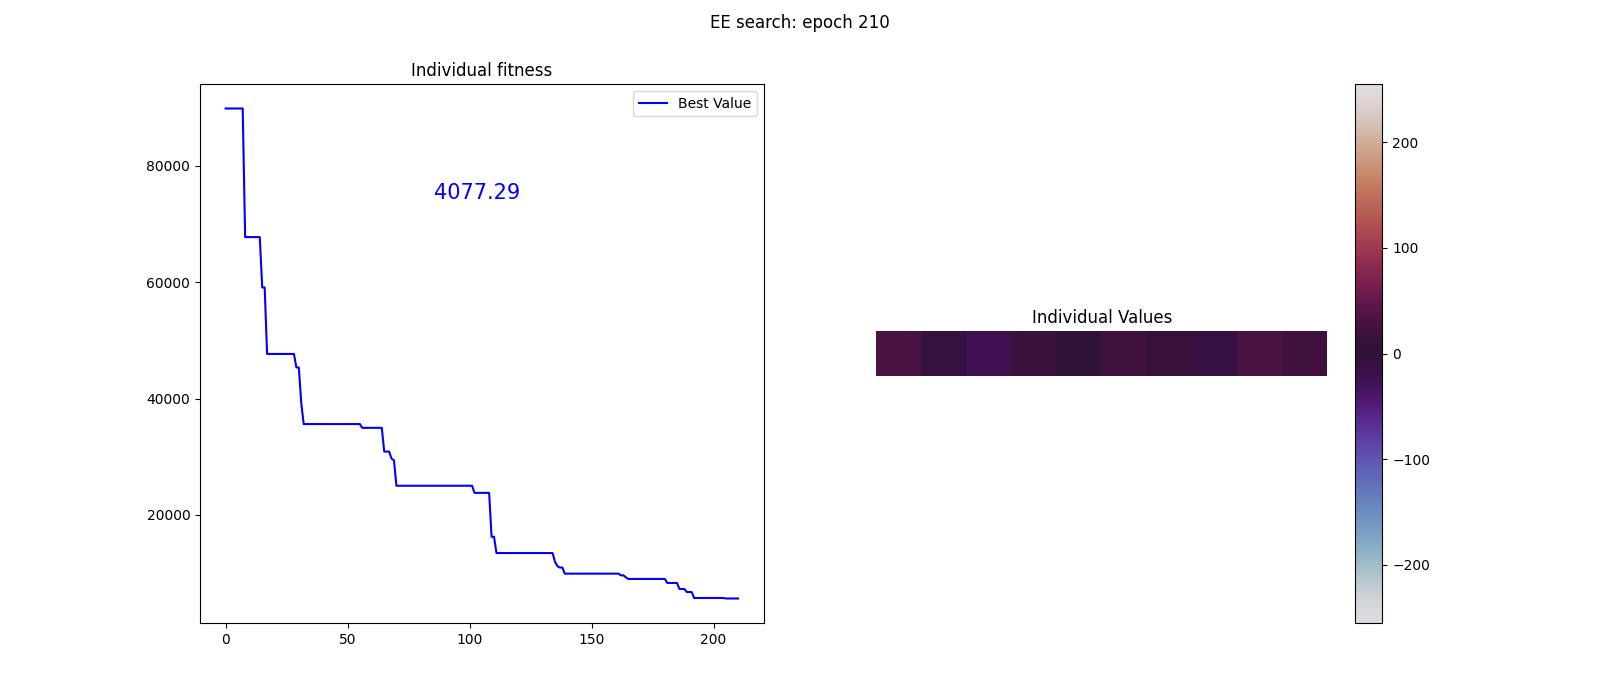 EE search: epoch 210
Individual fitness
Best Value
4077.29
80000
60000
40000
20000
0 50 100 150 200
Individual Values
200
100
0
−100
−200